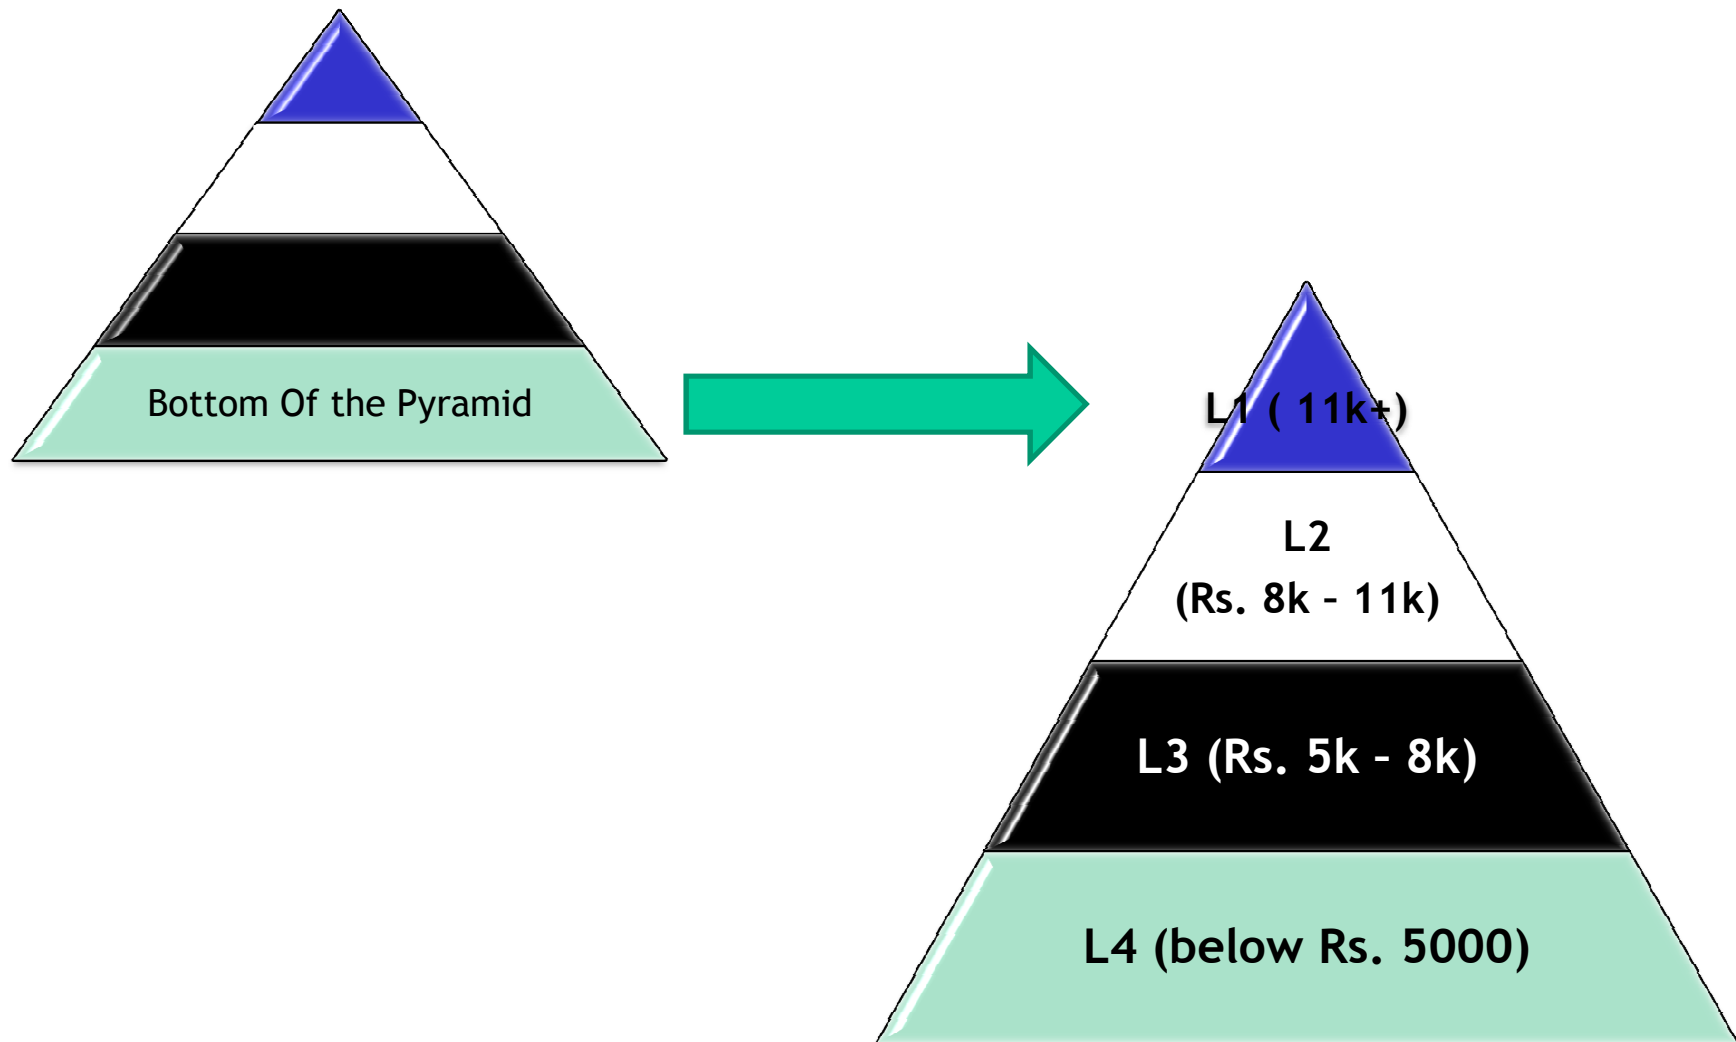 Bottom Of the Pyramid
L1 ( 11k+)
L2
(Rs. 8k – 11k)
L3 (Rs. 5k – 8k)
L4 (below Rs. 5000)